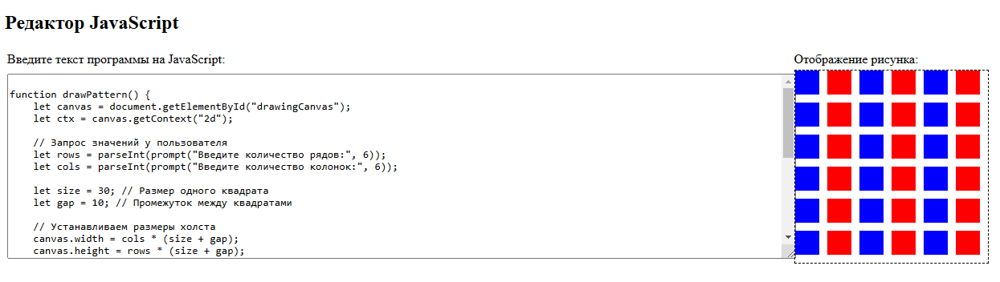 Редактор JavaScript
Введите текст программы на JavaScript:
Отображение рисунка:
function drawPattern() {
    let canvas = document.getElementById("drawingCanvas");
    let ctx = canvas.getContext("2d");
    // Запрос значений у пользователя
    let rows = parseInt(prompt("Введите количество рядов:", 6));
    let cols = parseInt(prompt("Введите количество колонок:", 6));
    let size = 30; // Размер одного квадрата
    let gap = 10; // Промежуток между квадратами
    // Устанавливаем размеры холста
    canvas.width = cols * (size + gap);
    canvas.height = rows * (size + gap);